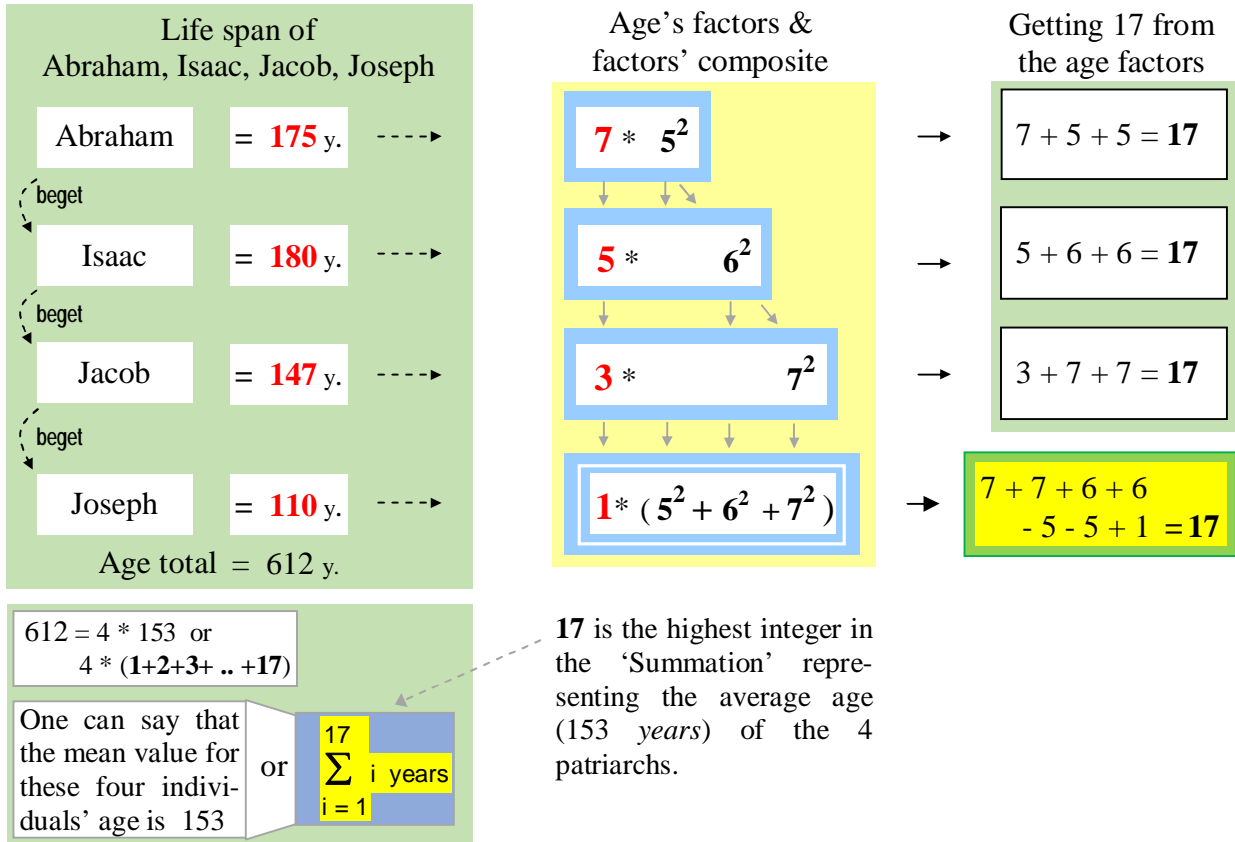 Life span of
Abraham, Isaac, Jacob, Joseph
Abraham = 175 y.
beget
Isaac = 180 y.
beget
Jacob = 147 y.
beget
Joseph = 110 y.
Age total = 612 y.
Age’s factors &
factors’ composite
7 * 5²
5 * 6²
3 * 7²
1* ( 5² + 6² + 7² )
Getting 17 from
the age factors
7 + 5 + 5 = 17
5 + 6 + 6 = 17
3 + 7 + 7 = 17
7 + 7 + 6 + 6
- 5 - 5 + 1 = 17
612 = 4 * 153 or
4 * (1+2+3+ .. +17)
One can say that
the mean value for
these four indivi-
duals’ age is 153
or
17
Σ i years
i = 1
17 is the highest integer in
the ‘Summation’ repre-
senting the average age
(153 years) of the 4
patriarchs.